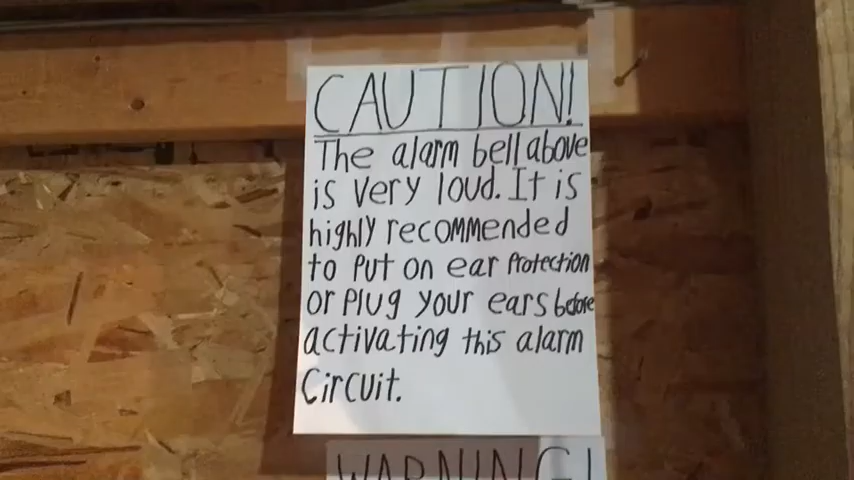 CAUTION!
The alarm bell above
is very loud. It is
highly recommended
to put on ear protection
or plug your ears before
activating this alarm
circuit.
WARNING!